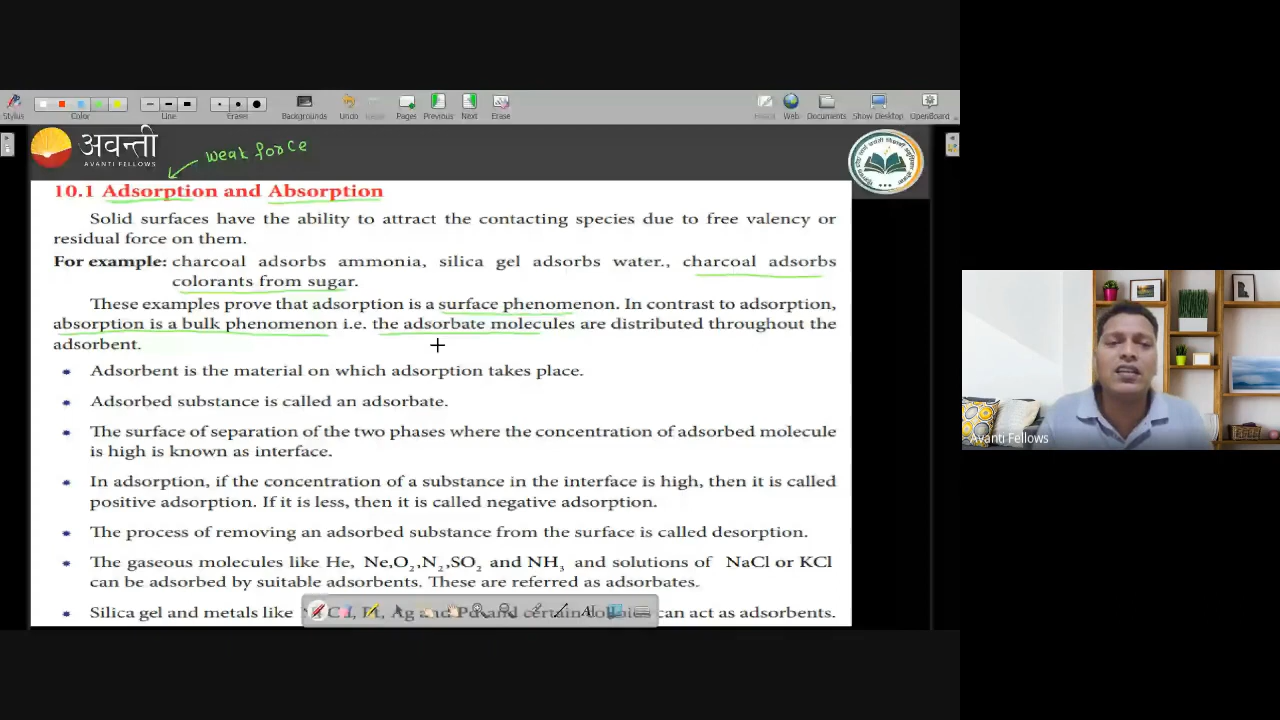 Stylus
Color
Line
Erases
Backgrounds
Undo
Pages
Previous
Next
Erase
Web
Documents
Show Desktop
OpenBoard
अवन्ती
AVANTI FELLOWS
weak force
10.1 Adsorption and Absorption
Solid surfaces have the ability to attract the contacting species due to free valency or
residual force on them.
For example: charcoal adsorbs ammonia, silica gel adsorbs water., charcoal adsorbs
colorants from sugar.
These examples prove that adsorption is a surface phenomenon. In contrast to adsorption,
absorption is a bulk phenomenon i.e. the adsorbate molecules are distributed throughout the
adsorbent.
Adsorbent is the material on which adsorption takes place.
Adsorbed substance is called an adsorbate.
The surface of separation of the two phases where the concentration of adsorbed molecule
is high is known as interface.
In adsorption, if the concentration of a substance in the interface is high, then it is called
positive adsorption. If it is less, then it is called negative adsorption.
The process of removing an adsorbed substance from the surface is called desorption.
The gaseous molecules like He, Ne,O₂,N₂,SO₂ and NH₃ and solutions of NaCl or KCl
can be adsorbed by suitable adsorbents. These are referred as adsorbates.
Silica gel and metals like Ag and certain can act as adsorbents.
Avanti Fellows